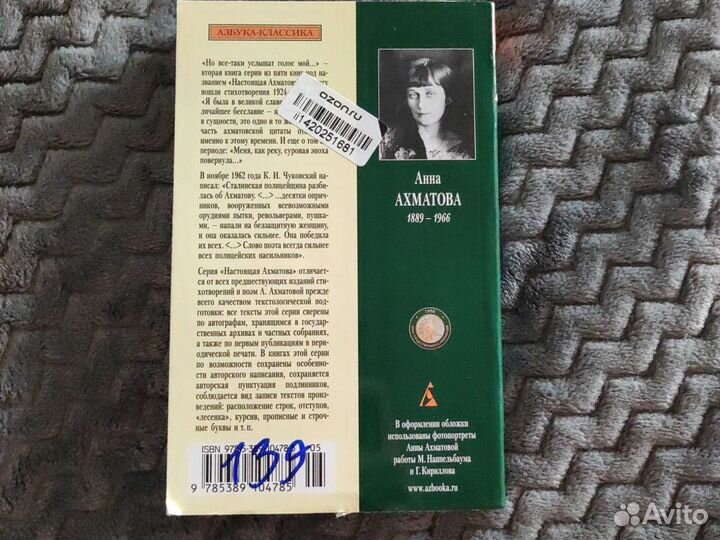 АЗБУКА-КЛАССИКА
«Но все-таки услышат голос мой...» –
вторая книга серии из пяти книг под на-
званием «Настоящая Ахматова»
вошли стихотворения 1924-
«Я была в великой славе
личайшее бесславие – и
в сущности, это одно и то же
часть ахматовской цитаты от
именно к этому времени. И еще о том
периоде: «Меня, как реку, суровая эпоха
повернула...»
В ноябре 1962 года К. И. Чуковский на-
писал: «Сталинская полицейщина разби-
лась об Ахматову. <...> ...десятки оприч-
ников, вооруженных всевозможными
орудиями пытки, револьверами, пушка-
ми, – напали на беззащитную женщину,
и она оказалась сильнее. Она победила
их всех. <...> Слово поэта всегда сильнее
всех полицейских насильников».
Серия «Настоящая Ахматова» отличает-
ся от всех предшествующих изданий сти-
хотворений и поэм А. Ахматовой прежде
всего качеством текстологической под-
готовки: все тексты этой серии сверены
по автографам, хранящимся в государ-
ственных архивах и частных собраниях,
а также по первым публикациям в пери-
одической печати. В книгах этой серии
по возможности сохранены особенно-
сти авторского написания, сохраняется
авторская пунктуация подлинников,
соблюдается вид записи текстов произ-
ведений: расположение строк, отступов,
«лесенка», курсив, прописные и строч-
ные буквы и т. п.
ISBN
139
9 785389 104785
ozon.ru
ii1420251681
Анна
АХМАТОВА
1889 – 1966
В оформлении обложки
использованы фотопортреты
Анны Ахматовой
работы М. Наппельбаума
и Г. Кириллова
www.azbooka.ru
Avito